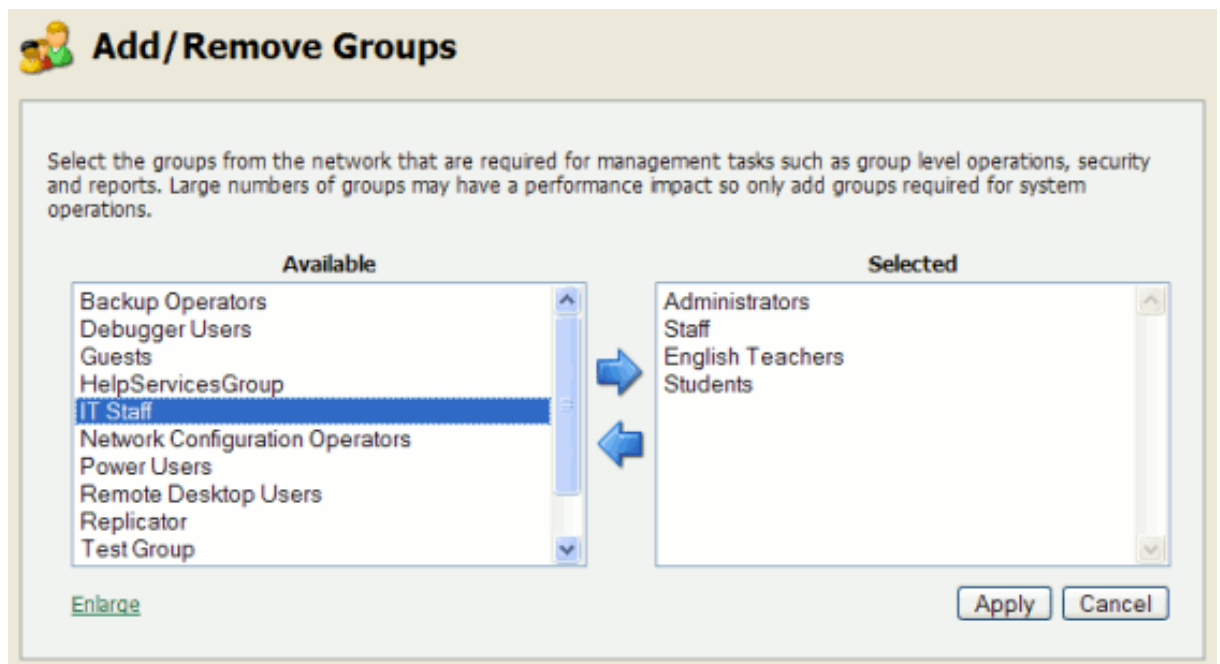 Add/Remove Groups
Select the groups from the network that are required for management tasks such as group level operations, security
and reports. Large numbers of groups may have a performance impact so only add groups required for system
operations.
Available
Backup Operators
Debugger Users
Guests
HelpServicesGroup
IT Staff
Network Configuration Operators
Power Users
Remote Desktop Users
Replicator
Test Group
Selected
Administrators
Staff
English Teachers
Students
Enlarge
Apply
Cancel